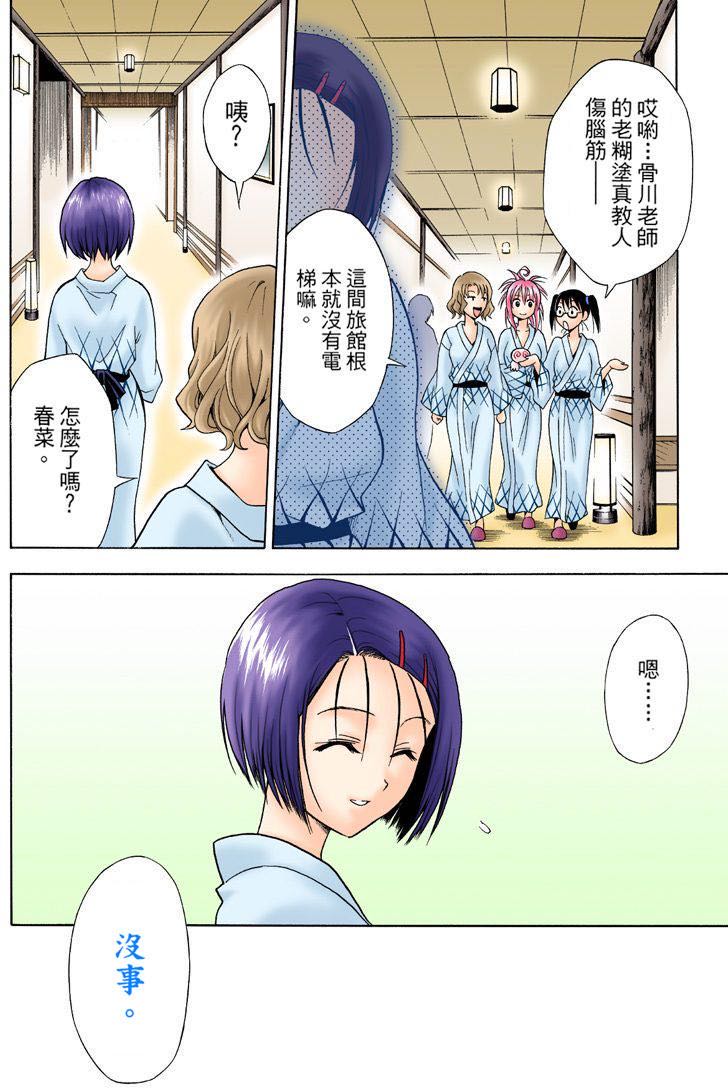 哎喲…骨川老師
的老糊塗真教人
傷腦筋——
這間旅館根
本就沒有電
梯嘛。
咦？
怎麼了嗎？
春菜。
嗯……
沒事。